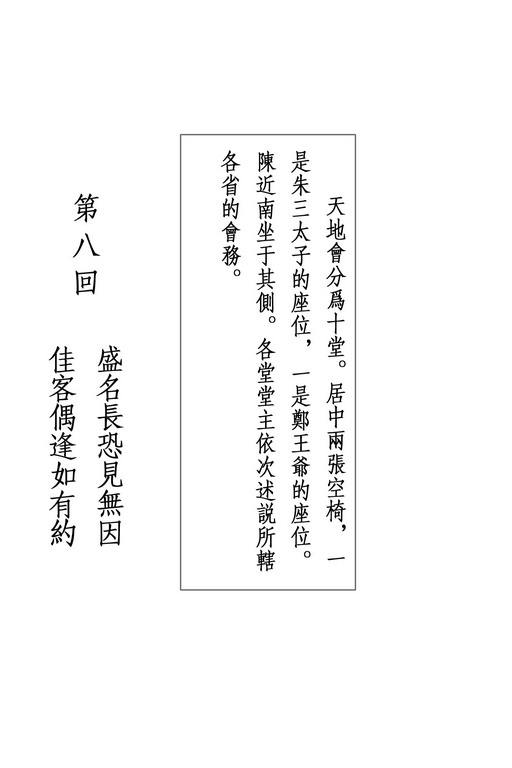 天地會分爲十堂。居中兩張空椅，一
是朱三太子的座位，一是鄭王爺的座位。
陳近南坐于其側。各堂堂主依次述説所轄
各省的會務。
第八回
盛名長恐見無因
佳客偶逢如有約